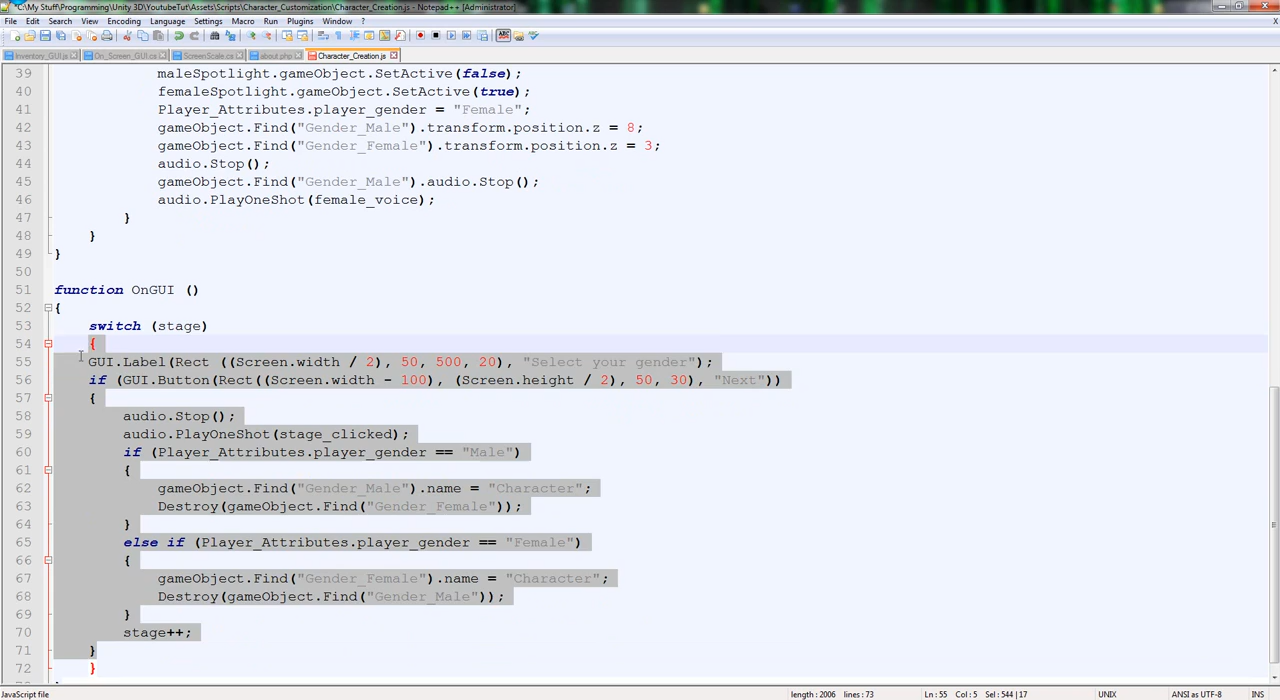 *C:\My Stuff\Programming\Unity 3D\YoutubeTut\Assets\Scripts\Character_Customization\Character_Creation.js - Notepad++ [Administrator]
File Edit Search View Encoding Language Settings Macro Run Plugins Window ?
Inventory_GUI.js On_Screen_GUI.cs ScreenScale.cs about.php Character_Creation.js
39 maleSpotlight.gameObject.SetActive(false);
40 femaleSpotlight.gameObject.SetActive(true);
41 Player_Attributes.player_gender = "Female";
42 gameObject.Find("Gender_Male").transform.position.z = 8;
43 gameObject.Find("Gender_Female").transform.position.z = 3;
44 audio.Stop();
45 gameObject.Find("Gender_Male").audio.Stop();
46 audio.PlayOneShot(female_voice);
47 }
48 }
49 }
50
51 function OnGUI ()
52 {
53 switch (stage)
54 {
55 GUI.Label(Rect ((Screen.width / 2), 50, 500, 20), "Select your gender");
56 if (GUI.Button(Rect((Screen.width - 100), (Screen.height / 2), 50, 30), "Next"))
57 {
58 audio.Stop();
59 audio.PlayOneShot(stage_clicked);
60 if (Player_Attributes.player_gender == "Male")
61 {
62 gameObject.Find("Gender_Male").name = "Character";
63 Destroy(gameObject.Find("Gender_Female"));
64 }
65 else if (Player_Attributes.player_gender == "Female")
66 {
67 gameObject.Find("Gender_Female").name = "Character";
68 Destroy(gameObject.Find("Gender_Male"));
69 }
70 stage++;
71 }
72 }
JavaScript file length : 2006 lines : 73 Ln : 55 Col : 5 Sel : 544 | 17 UNIX ANSI as UTF-8 INS